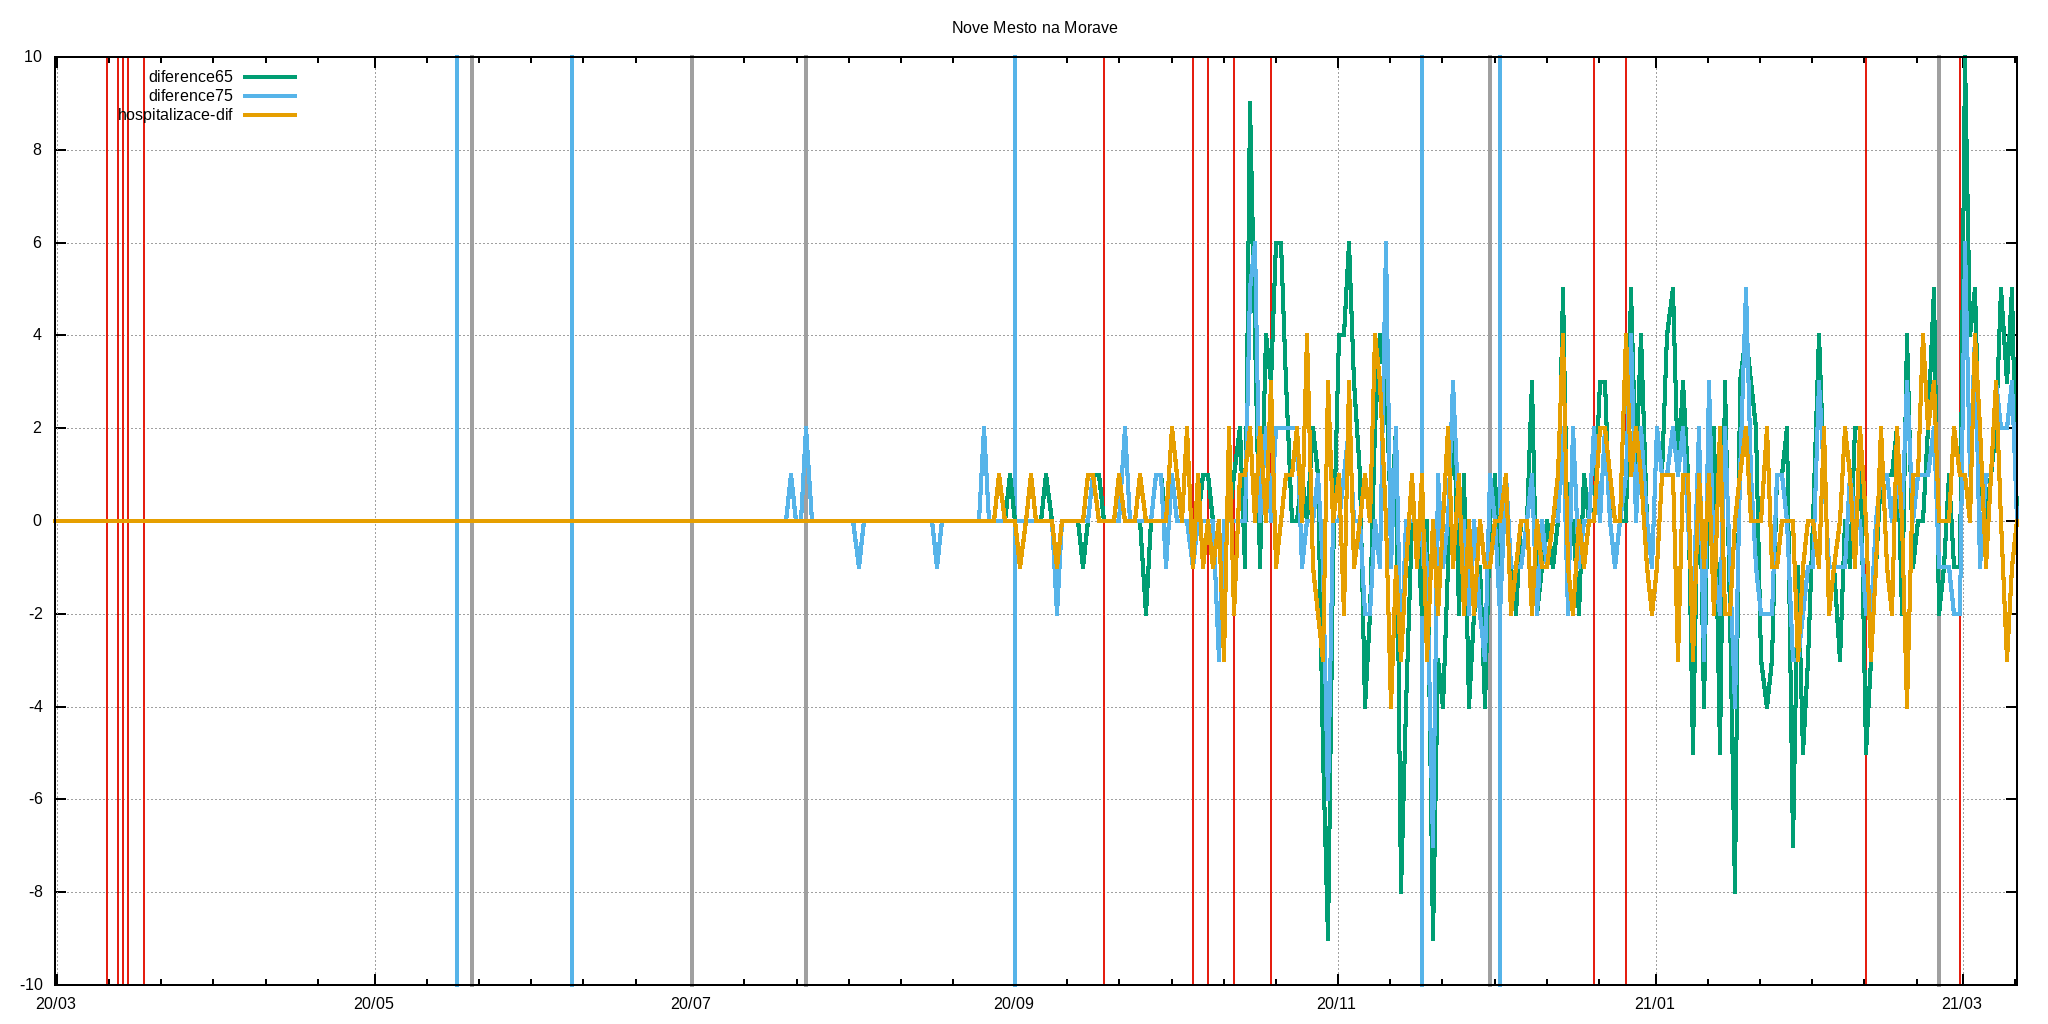 Nove Mesto na Morave
diference65
diference75
hospitalizace-dif
10
8
6
4
2
0
-2
-4
-6
-8
-10
20/03 20/05 20/07 20/09 20/11 21/01 21/03